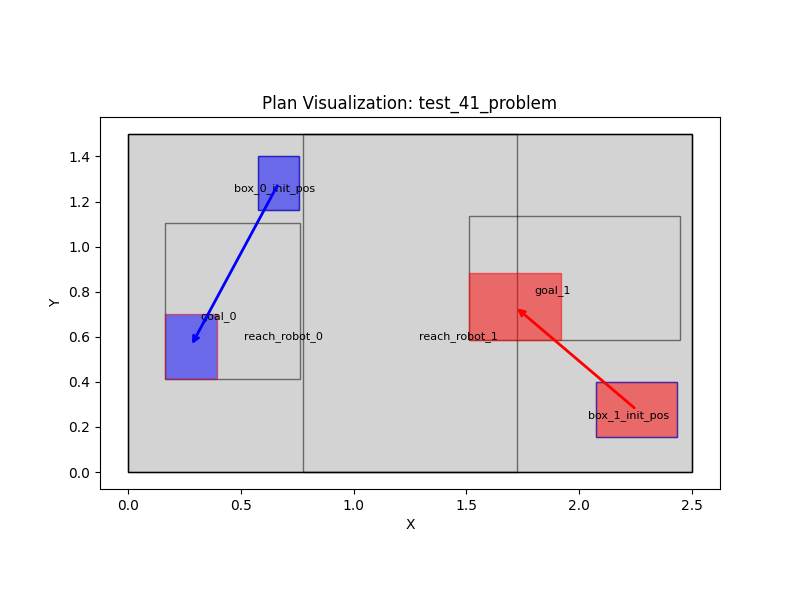 Plan Visualization: test_41_problem
Y
1.4
1.2
1.0
0.8
0.6
0.4
0.2
0.0
box_0_init_pos
goal_1
goal_0
reach_robot_0
reach_robot_1
box_1_init_pos
0.0
0.5
1.0
1.5
2.0
2.5
X